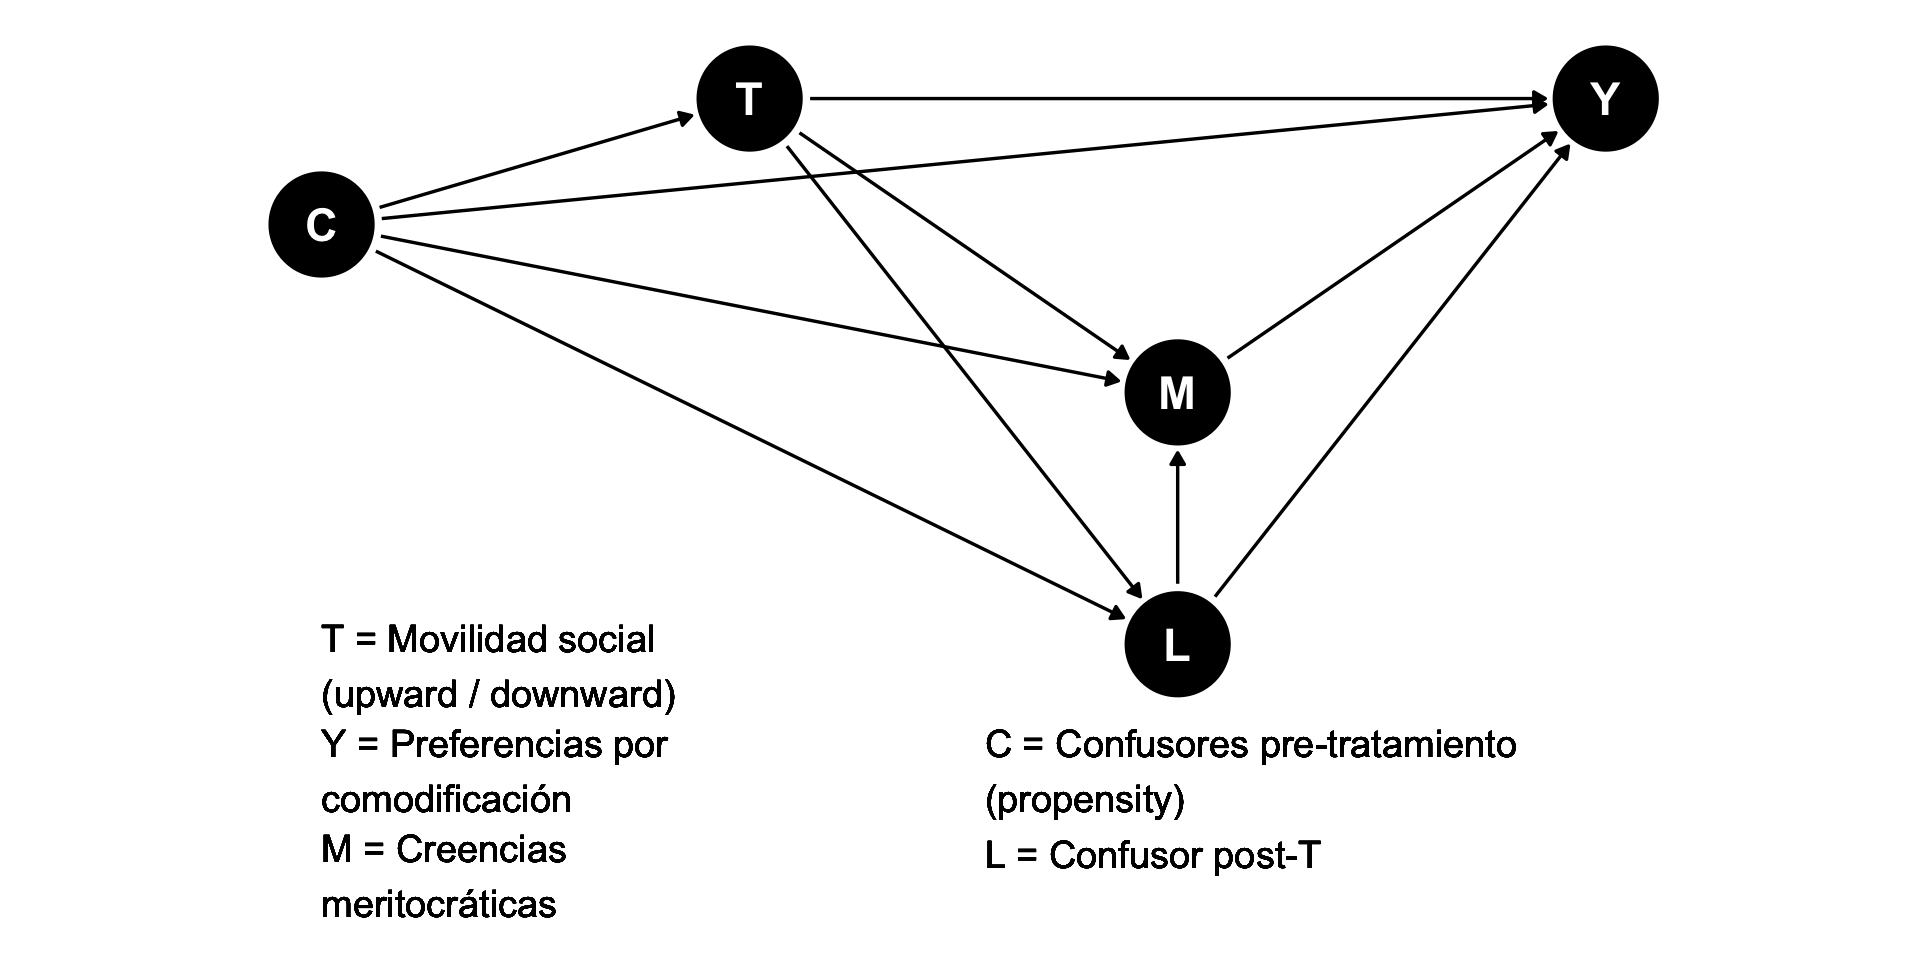 T
Y
C
M
L
T = Movilidad social
(upward / downward)
Y = Preferencias por
comodificación
M = Creencias
meritocráticas
C = Confusores pre-tratamiento
(propensity)
L = Confusor post-T